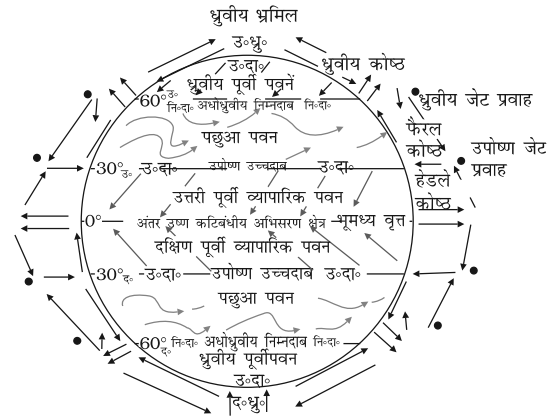 ध्रुवीय भ्रमिल
उ॰ध्रु॰
उ॰दा॰
ध्रुवीय कोष्ठ
ध्रुवीय पूर्वी पवनें
60° उ॰
नि॰दा॰ अधोध्रुवीय निम्नदाब नि॰दा॰
ध्रुवीय जेट प्रवाह
पछुआ पवन
फैरल
कोष्ठ
उपोष्ण जेट
प्रवाह
30° उ॰ उ॰दा॰ उपोष्ण उच्चदाब उ॰दा॰
हेडले
कोष्ठ
उत्तरी पूर्वी व्यापारिक पवन
0° अंतर उष्ण कटिबंधीय अभिसरण क्षेत्र भूमध्य वृत्त
दक्षिण पूर्वी व्यापारिक पवन
30° द॰ उ॰दा॰ उपोष्ण उच्चदाब उ॰दा॰
पछुआ पवन
60° द॰ नि॰दा॰ अधोध्रुवीय निम्नदाब नि॰दा॰
ध्रुवीय पूर्वीपवन
उ॰दा॰
द॰ध्रु॰